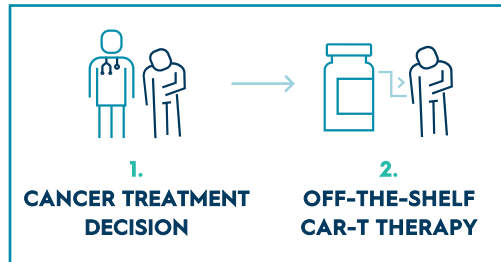 1.
CANCER TREATMENT
DECISION
2.
OFF-THE-SHELF
CAR-T THERAPY